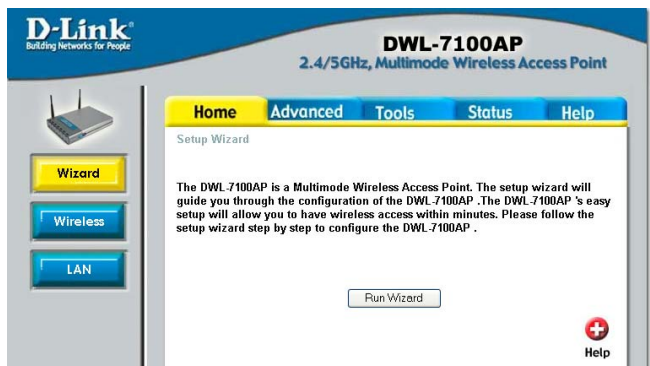 D-Link®
Building Networks for People
DWL-7100AP
2.4/5GHz, Multimode Wireless Access Point
Home
Advanced
Tools
Status
Help
Wizard
Wireless
LAN
Setup Wizard
The DWL-7100AP is a Multimode Wireless Access Point. The setup wizard will
guide you through the configuration of the DWL-7100AP .The DWL-7100AP 's easy
setup will allow you to have wireless access within minutes. Please follow the
setup wizard step by step to configure the DWL-7100AP .
Run Wizard
Help